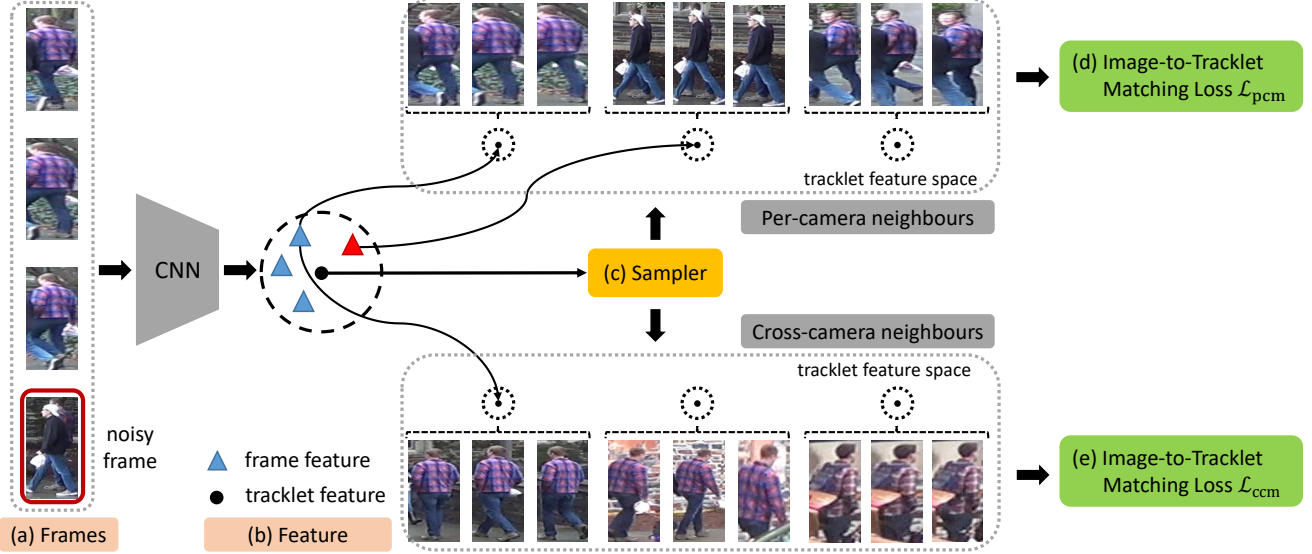 tracklet feature space
(d) Image-to-Tracklet
Matching Loss ℒpcm
Per-camera neighbours
CNN
(c) Sampler
Cross-camera neighbours
tracklet feature space
noisy
frame
frame feature
tracklet feature
(e) Image-to-Tracklet
Matching Loss ℒccm
(a) Frames
(b) Feature